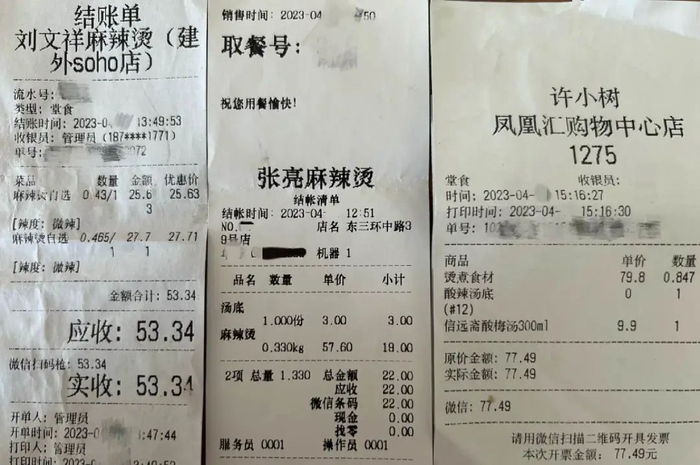 结账单
刘文祥麻辣烫（建
外soho店）
流水号:
类型: 堂食
结账时间: 2023-0 13:49:53
收银员: 管理员 (187****1771)
单号: 072
菜品 数量 金额 优惠价
麻辣烫自选 0.43/1 25.6 25.63
3
[辣度: 微辣]
麻辣烫自选 0.465/ 27.7 27.71
1 1
[辣度: 微辣]
金额合计: 53.34
应收: 53.34
微信扫码枪: 53.34
实收: 53.34
开单人: 管理员
开单时间: 2023-0 :47:44
打印人: 管理员
销售时间: 2023-04- :50
取餐号:
祝您用餐愉快!
张亮麻辣烫
结帐清单
结帐时间: 2023-04- 12:51
NO. 店名 东三环中路3
9号店
机器 1
品名 数量 单价 小计
汤底
1.000份 3.00 3.00
麻辣烫
0.330kg 57.60 19.00
2项 总量 1.330 总金额 22.00
应收 22.00
微信条码 22.00
现金 0.00
找零 0.00
服务员 0001 操作员 0001
许小树
凤凰汇购物中心店
1275
堂食 收银员:
时间: 2023-04- 15:16:27
打印时间: 2023-04- 15:16:30
单号: 10
商品 单价 数量
烫煮食材 79.8 0.847
酸辣汤底 0 1
(#12)
信远斋酸梅汤300ml 9.9 1
原价金额: 77.49
实际金额: 77.49
微信: 77.49
请用微信扫描二维码开具发票
本次开票金额: 77.49元